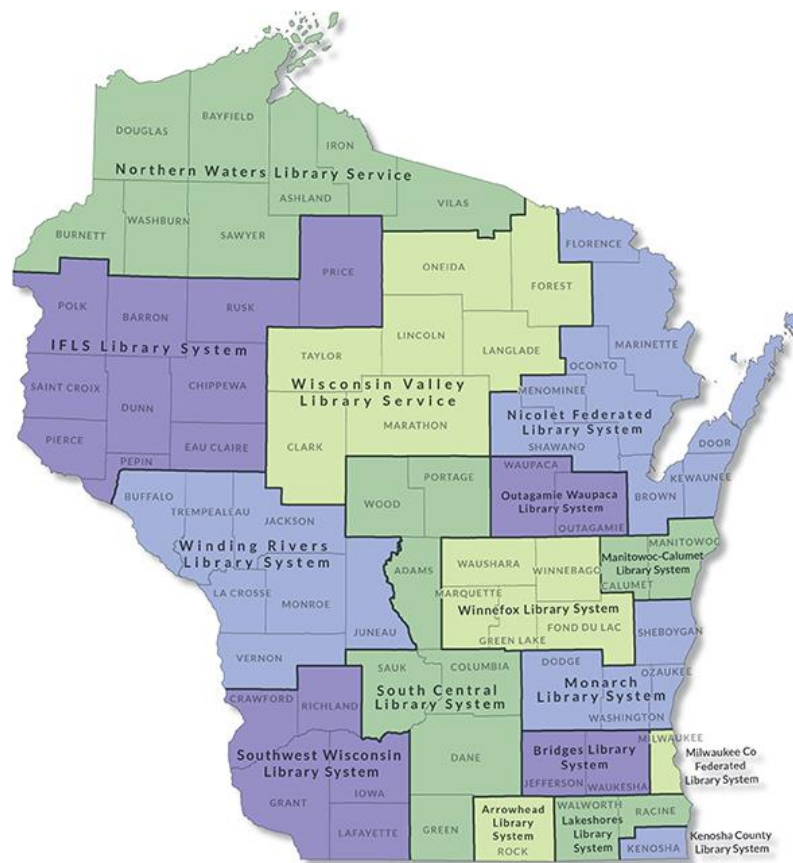 BAYFIELD
DOUGLAS
IRON
Northern Waters Library Service
ASHLAND
VILAS
WASHBURN
BURNETT
SAWYER
FLORENCE
ONEIDA
PRICE
FOREST
POLK
RUSK
BARRON
LINCOLN
MARINETTE
IFLS Library System
TAYLOR
LANGLADE
OCONTO
SAINT CROIX
CHIPPEWA
Wisconsin Valley
Library Service
MENOMINEE
DUNN
Nicolet Federated
Library System
MARATHON
PIERCE
EAU CLAIRE
CLARK
SHAWANO
DOOR
PEPIN
WAUPACA
PORTAGE
KEWAUNEE
BUFFALO
WOOD
Outagamie Waupaca
Library System
BROWN
TREMPEALEAU
JACKSON
OUTAGAMIE
Winding Rivers
Library System
MANITOWOC
Manitowoc-Calumet
Library System
WAUSHARA
WINNEBAGO
ADAMS
CALUMET
LA CROSSE
MONROE
MARQUETTE
Winnefox Library System
JUNEAU
GREEN LAKE
FOND DU LAC
SHEBOYGAN
VERNON
SAUK
COLUMBIA
DODGE
OZAUKEE
South Central
Library System
Monarch
Library System
CRAWFORD
RICHLAND
WASHINGTON
MILWAUKEE
Milwaukee Co
Federated
Library System
Southwest Wisconsin
Library System
DANE
Bridges Library
System
IOWA
JEFFERSON
WAUKESHA
GRANT
Arrowhead
Library
System
ROCK
WALWORTH
RACINE
Lakeshores
Library
System
LAFAYETTE
GREEN
KENOSHA
Kenosha County
Library System